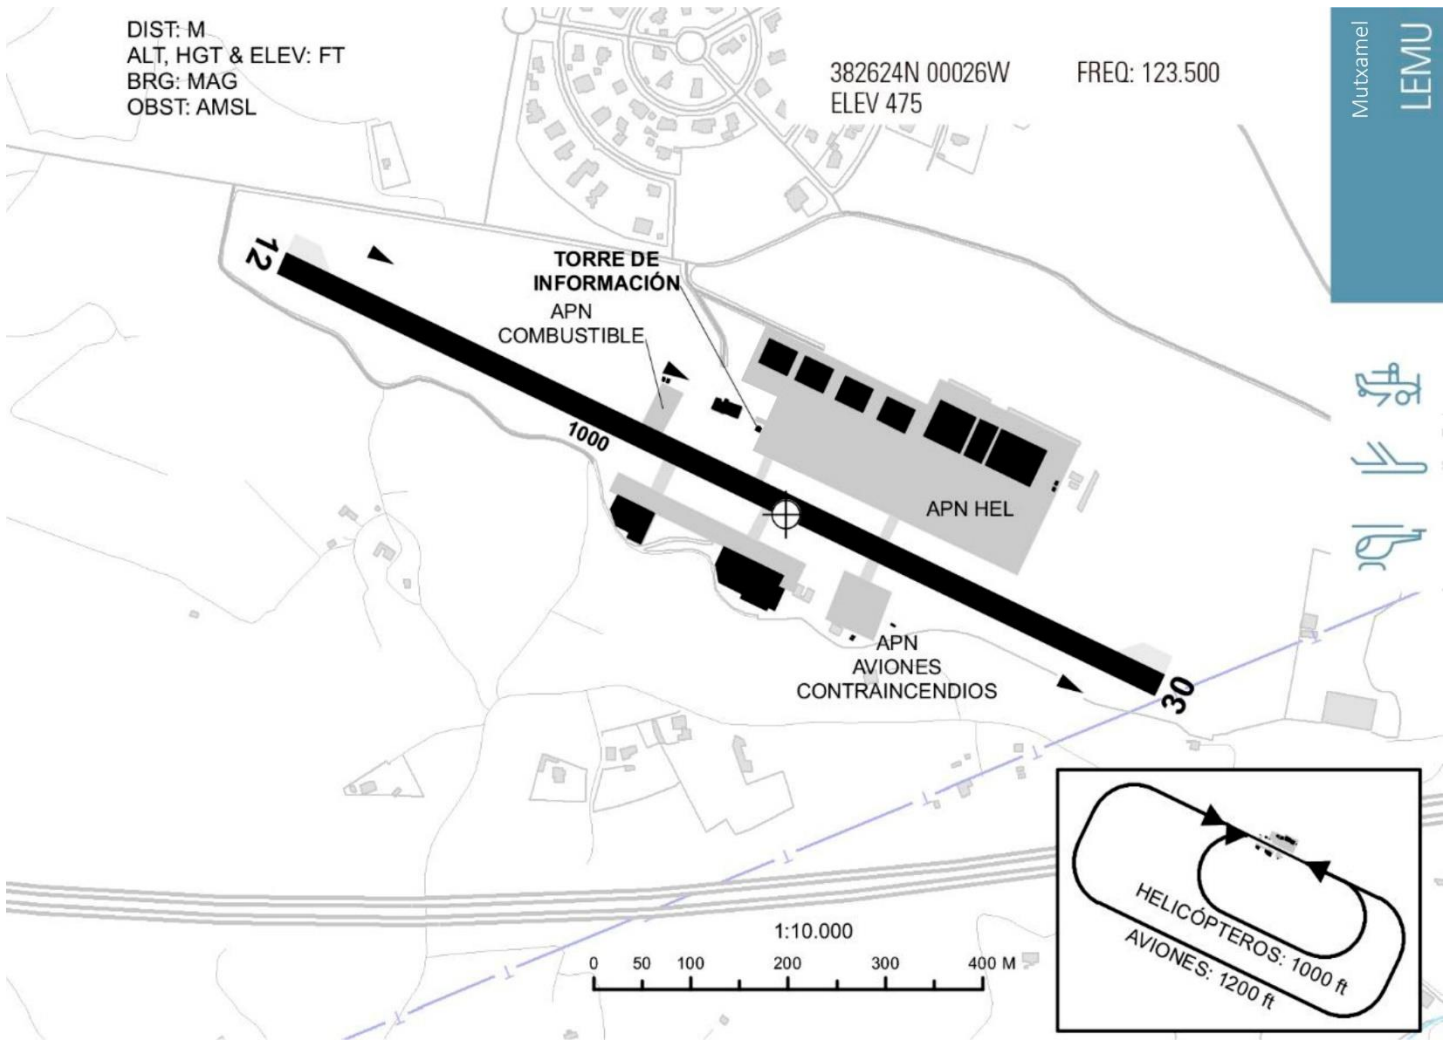 DIST: M
ALT, HGT & ELEV: FT
BRG: MAG
OBST: AMSL
382624N 00026W
ELEV 475
FREQ: 123.500
Mutxamel
LEMU
12
TORRE DE
INFORMACIÓN
APN
COMBUSTIBLE
1000
APN HEL
APN
AVIONES
CONTRAINCENDIOS
30
1:10.000
0 50 100 200 300 400 M
HELICÓPTEROS: 1000 ft
AVIONES: 1200 ft